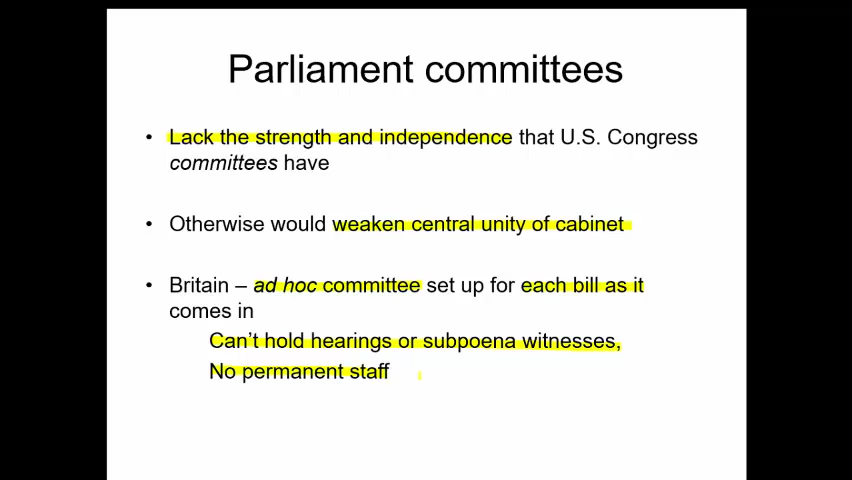 Parliament committees
• Lack the strength and independence that U.S. Congress
committees have
• Otherwise would weaken central unity of cabinet
• Britain – ad hoc committee set up for each bill as it
comes in
Can't hold hearings or subpoena witnesses,
No permanent staff